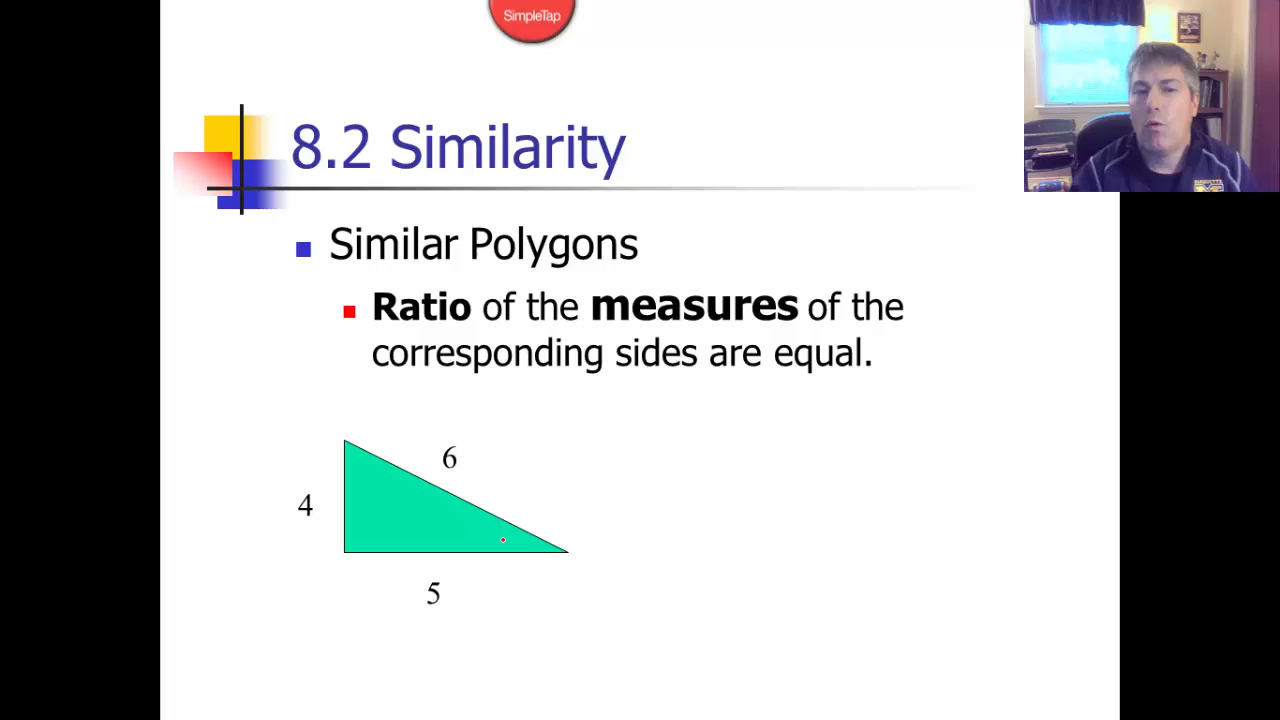 SimpleTap
8.2 Similarity
Similar Polygons
Ratio of the measures of the
corresponding sides are equal.
6
4
5